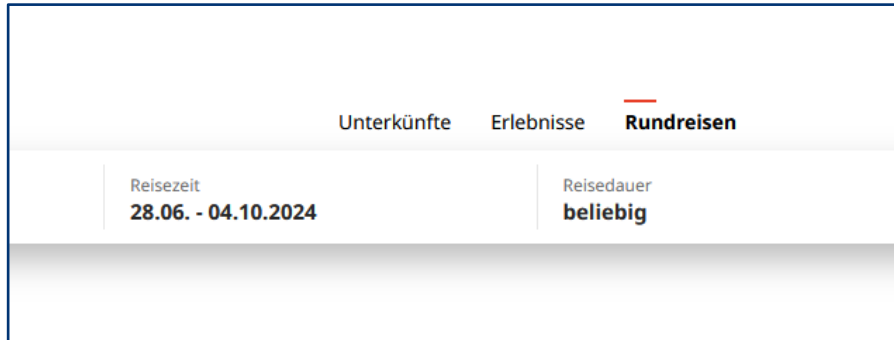 Unterkünfte Erlebnisse Rundreisen
Reisezeit Reisedauer
28.06. - 04.10.2024 beliebig